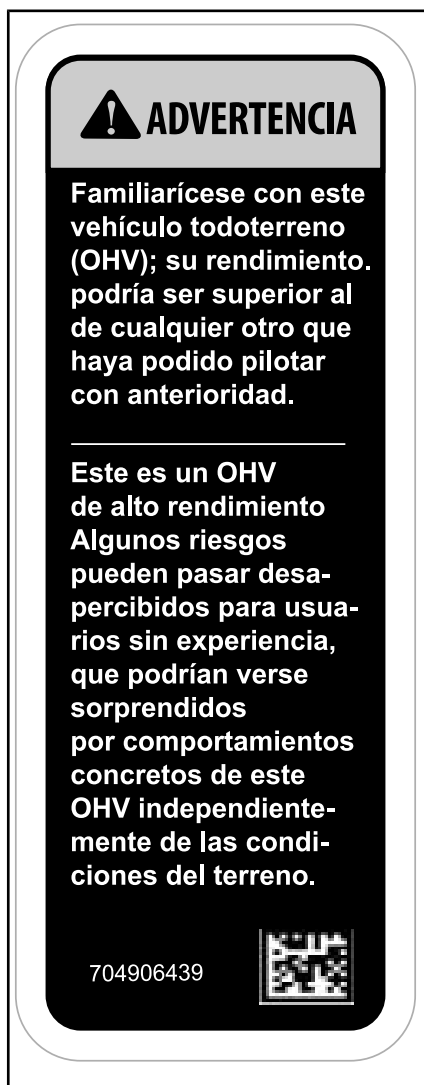 ADVERTENCIA
Familiarícese con este
vehículo todoterreno
(OHV); su rendimiento.
podría ser superior al
de cualquier otro que
haya podido pilotar
con anterioridad.
Este es un OHV
de alto rendimiento
Algunos riesgos
pueden pasar desa-
percibidos para usua-
rios sin experiencia,
que podrían verse
sorprendidos
por comportamientos
concretos de este
OHV independiente-
mente de las condi-
ciones del terreno.
704906439